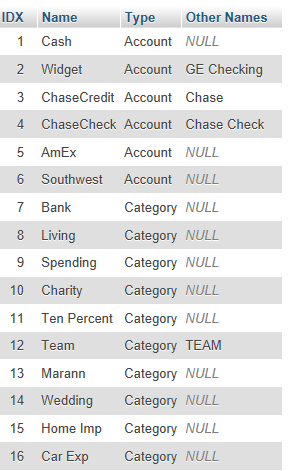 IDX Name Type Other Names
1 Cash Account NULL
2 Widget Account GE Checking
3 ChaseCredit Account Chase
4 ChaseCheck Account Chase Check
5 AmEx Account NULL
6 Southwest Account NULL
7 Bank Category NULL
8 Living Category NULL
9 Spending Category NULL
10 Charity Category NULL
11 Ten Percent Category NULL
12 Team Category TEAM
13 Marann Category NULL
14 Wedding Category NULL
15 Home Imp Category NULL
16 Car Exp Category NULL